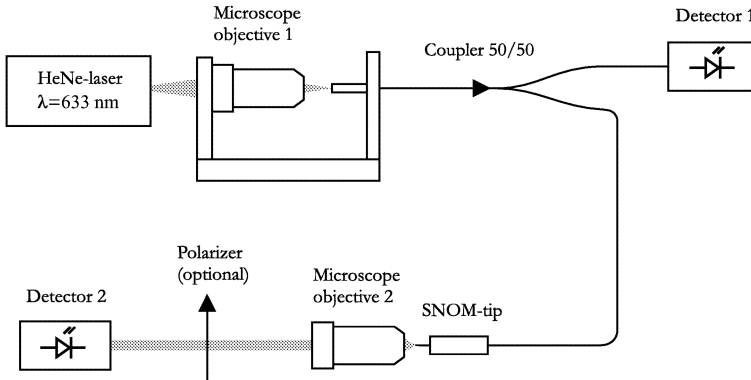 Microscope
objective 1
Detector 1
Coupler 50/50
HeNe-laser
λ=633 nm
Polarizer
(optional)
Microscope
objective 2
Detector 2
SNOM-tip